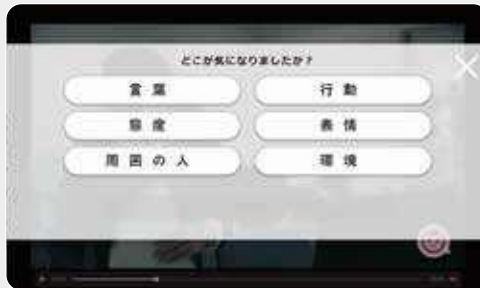 どこが気になりましたか？
言葉
行動
態度
表情
周囲の人
環境